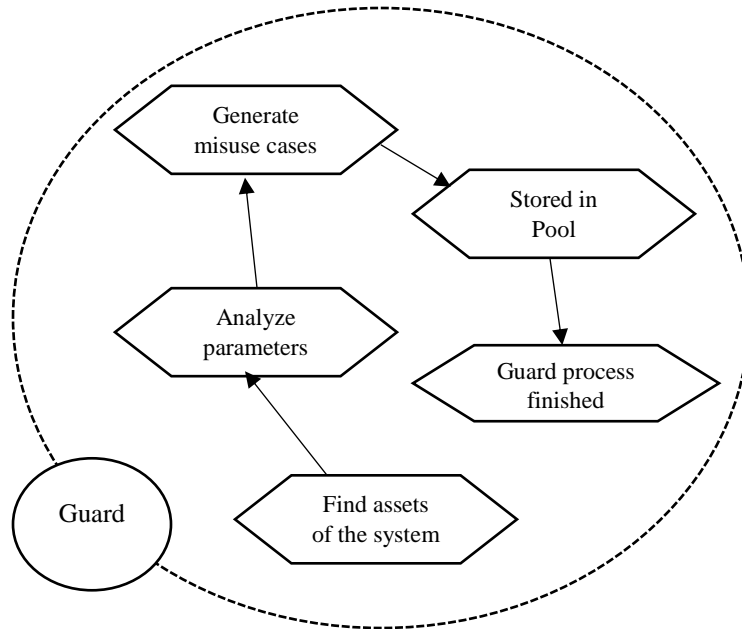 Generate
misuse cases
Stored in
Pool
Analyze
parameters
Guard process
finished
Guard
Find assets
of the system